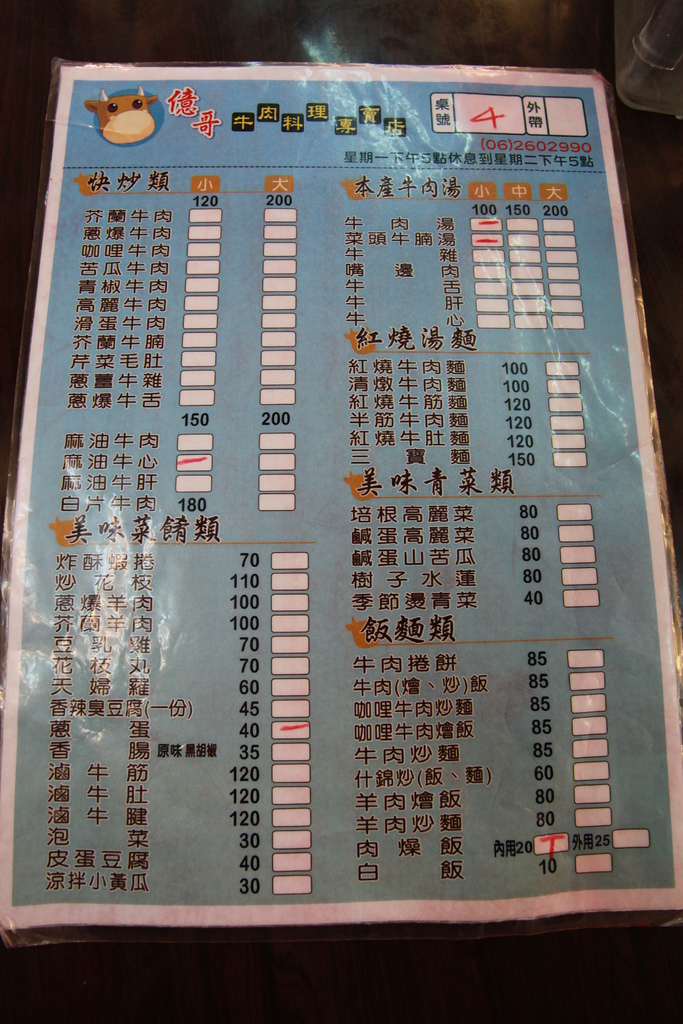 億哥 牛肉料理專賣店
桌號 4 外帶
(06)2602990
星期一下午5點休息到星期二下午5點
快炒類 小 大
120 200
芥蘭牛肉
蔥爆牛肉
咖哩牛肉
苦瓜牛肉
青椒牛肉
高麗牛肉
滑蛋牛肉
芥蘭牛腩
芹菜毛肚
蔥薑牛雜
蔥爆牛舌
150 200
麻油牛肉
麻油牛心
麻油牛肝
白片牛肉 180
美味菜餚類
炸酥蝦捲 70
炒花枝 110
蔥爆羊肉 100
芥蘭羊肉 100
豆乳雞 70
花枝丸 70
天婦羅 60
香辣臭豆腐(一份) 45
蔥蛋 40
香腸 原味 黑胡椒 35
滷牛筋 120
滷牛肚 120
滷牛腱 120
泡菜 30
皮蛋豆腐 40
涼拌小黃瓜 30
本產牛肉湯 小 中 大
100 150 200
牛肉湯
菜頭牛腩湯
牛雜
嘴邊肉
牛舌
牛肝
牛心
紅燒湯麵
紅燒牛肉麵 100
清燉牛肉麵 100
紅燒牛筋麵 120
半筋牛肉麵 120
紅燒牛肚麵 120
三寶麵 150
美味青菜類
培根高麗菜 80
鹹蛋高麗菜 80
鹹蛋山苦瓜 80
樹子水蓮 80
季節燙青菜 40
飯麵類
牛肉捲餅 85
牛肉(燴、炒)飯 85
咖哩牛肉炒麵 85
咖哩牛肉燴飯 85
牛肉炒麵 85
什錦炒(飯、麵) 60
羊肉燴飯 80
羊肉炒麵 80
肉燥飯 內用20 外用25
白飯 10